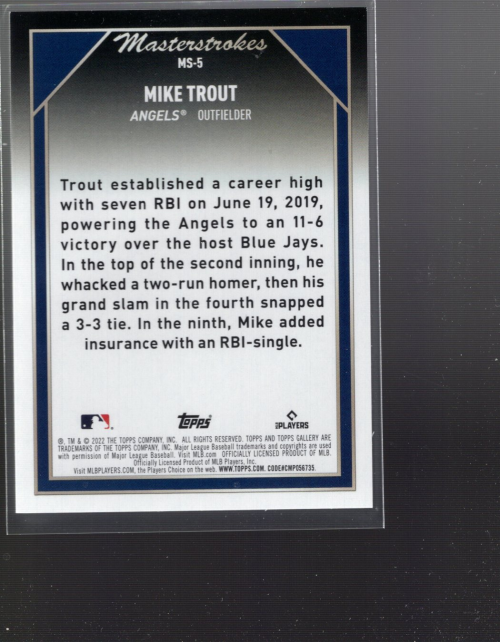 Masterstrokes
MS-5
MIKE TROUT
ANGELS® OUTFIELDER
Trout established a career high
with seven RBI on June 19, 2019,
powering the Angels to an 11-6
victory over the host Blue Jays.
In the top of the second inning, he
whacked a two-run homer, then his
grand slam in the fourth snapped
a 3-3 tie. In the ninth, Mike added
insurance with an RBI-single.
TOPPS
PLAYERS
®, TM & © 2022 THE TOPPS COMPANY, INC. ALL RIGHTS RESERVED. TOPPS AND TOPPS GALLERY ARE
TRADEMARKS OF THE TOPPS COMPANY, INC. Major League Baseball trademarks and copyrights are used
with permission of Major League Baseball. Visit MLB.com OFFICIALLY LICENSED PRODUCT OF MLB.
Officially Licensed Product of MLB Players, Inc.
Visit MLBPLAYERS.COM, the Players Choice on the web. WWW.TOPPS.COM. CODE#CMP056735.